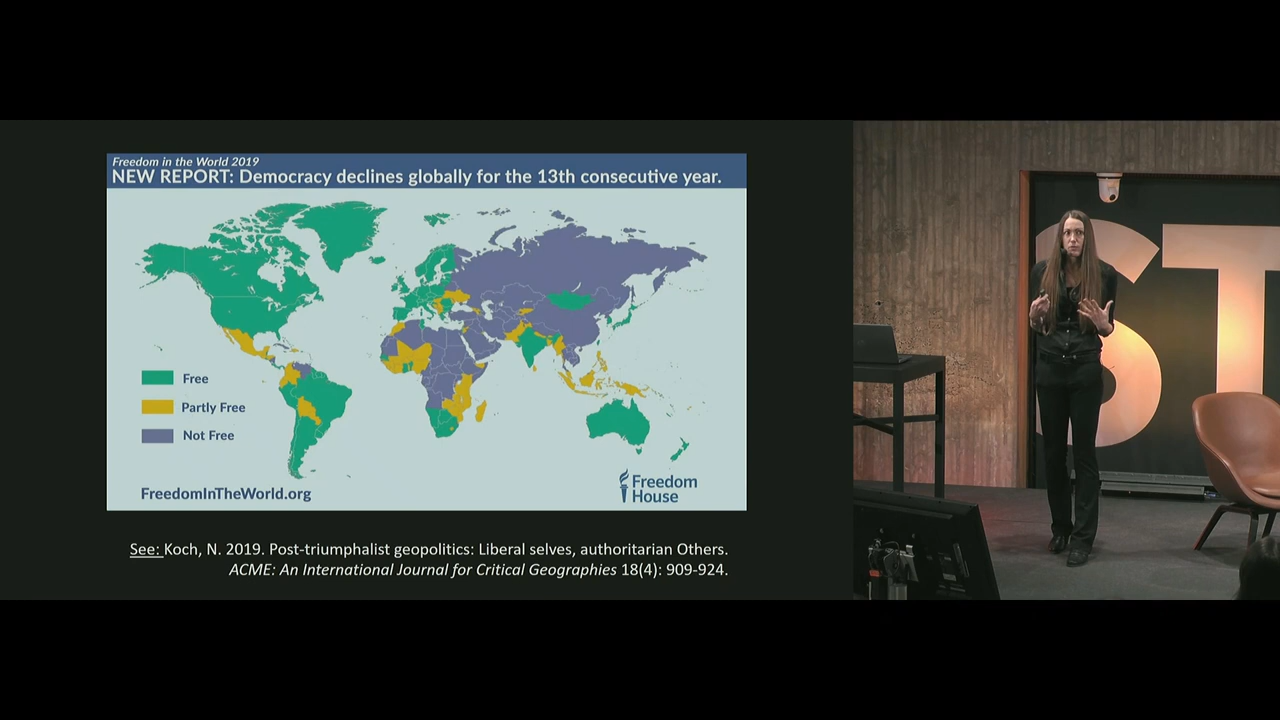 Freedom in the World 2019
NEW REPORT: Democracy declines globally for the 13th consecutive year.
Free
Partly Free
Not Free
FreedomInTheWorld.org
Freedom
House
See: Koch, N. 2019. Post-triumphalist geopolitics: Liberal selves, authoritarian Others.
ACME: An International Journal for Critical Geographies 18(4): 909-924.
ST